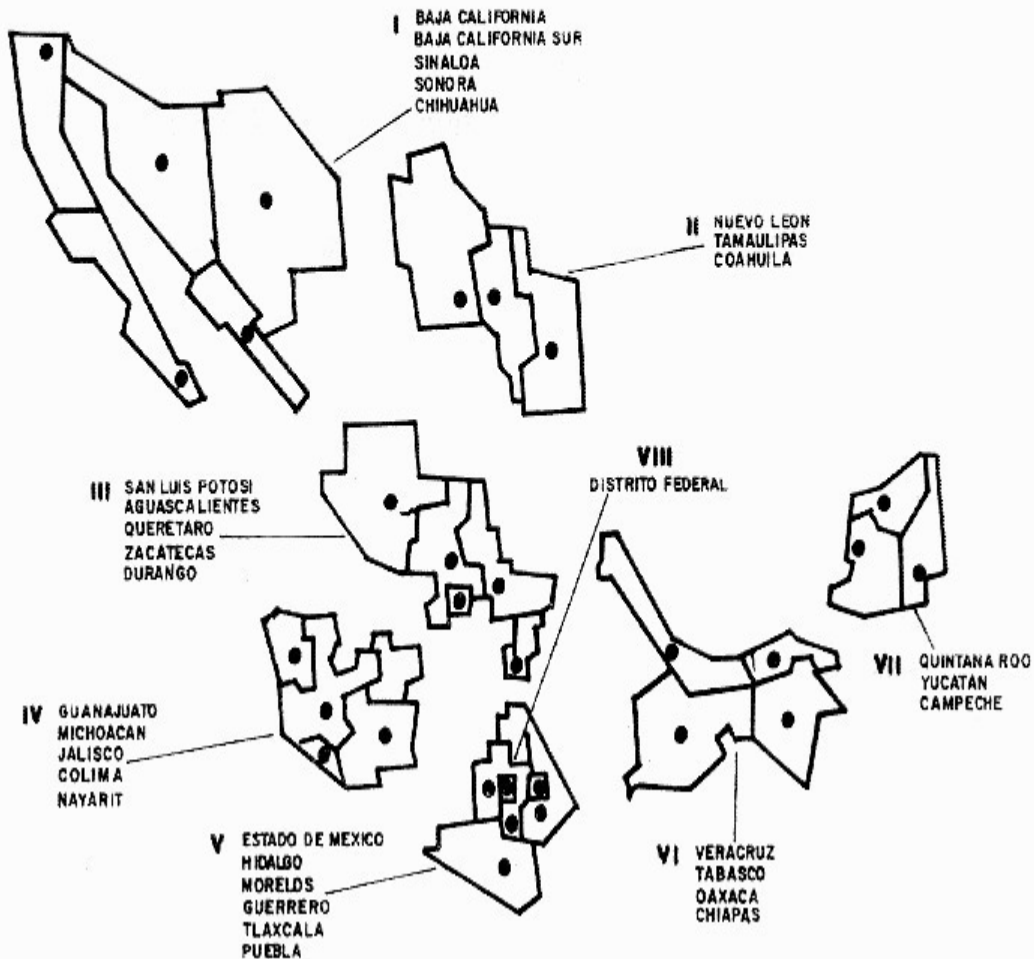 I BAJA CALIFORNIA
BAJA CALIFORNIA SUR
SINALOA
SONORA
CHIHUAHUA
II NUEVO LEON
TAMAULIPAS
COAHUILA
III SAN LUIS POTOSI
AGUASCALIENTES
QUERETARO
ZACATECAS
DURANGO
VIII
DISTRITO FEDERAL
IV GUANAJUATO
MICHOACAN
JALISCO
COLIMA
NAYARIT
VII QUINTANA ROO
YUCATAN
CAMPECHE
V ESTADO DE MEXICO
HIDALGO
MORELOS
GUERRERO
TLAXCALA
PUEBLA
VI VERACRUZ
TABASCO
OAXACA
CHIAPAS